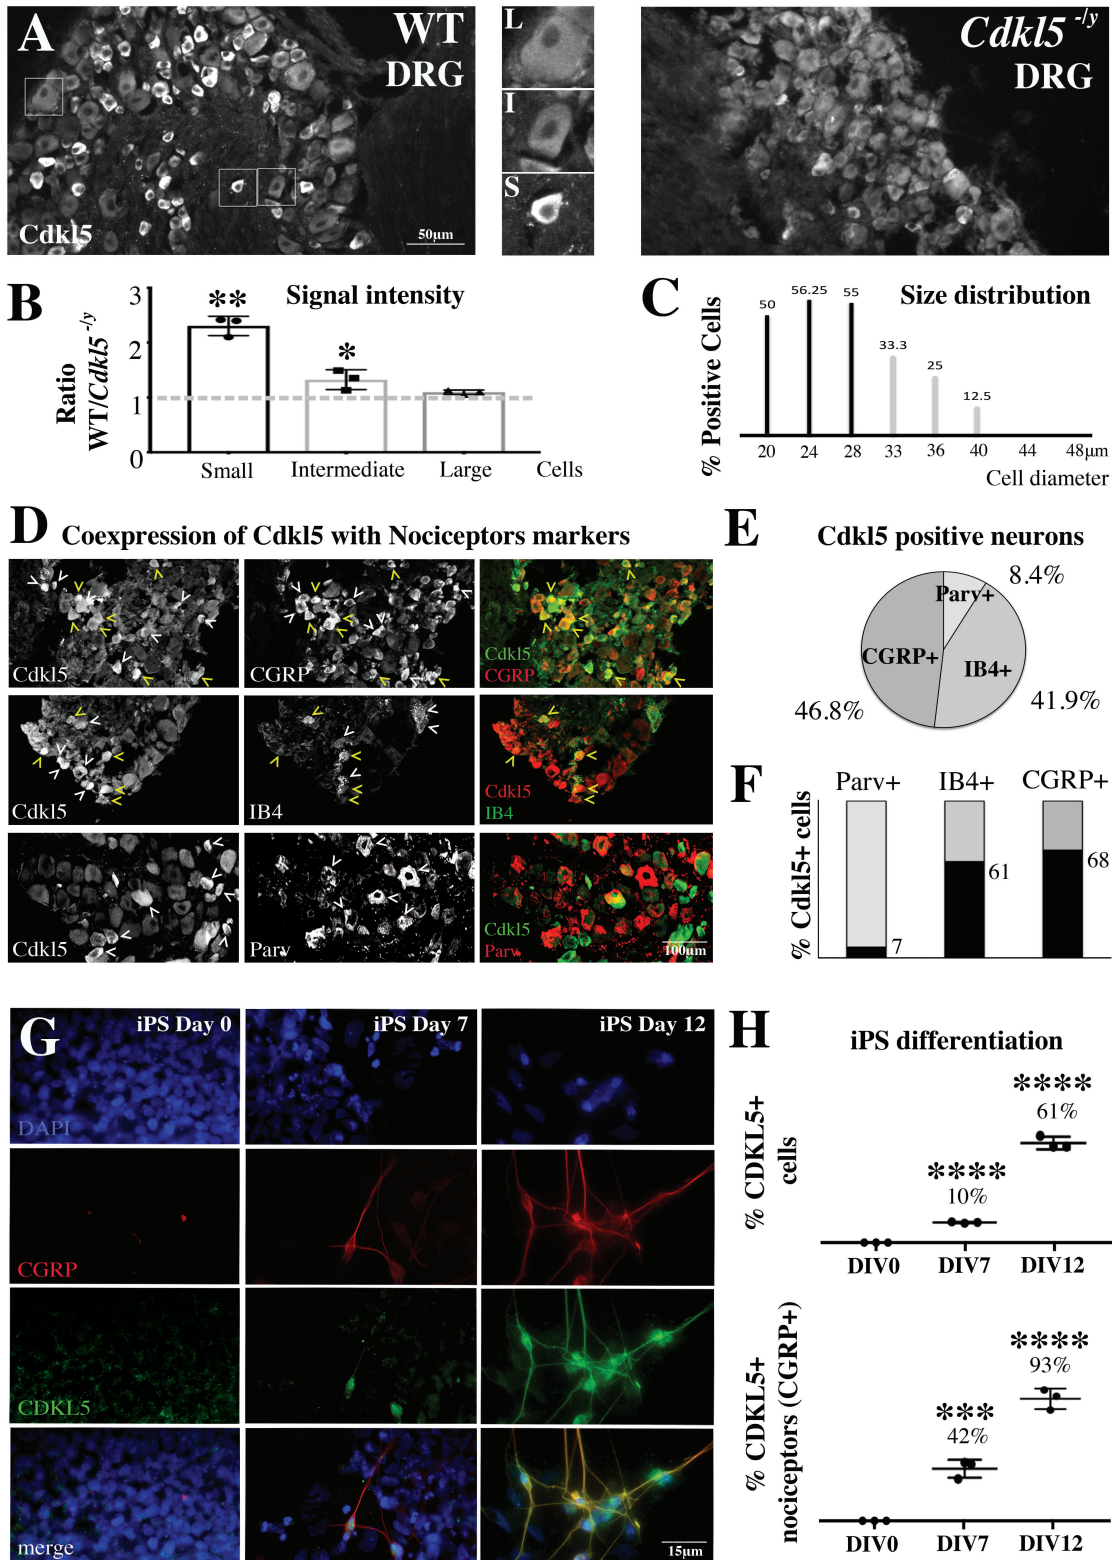 A
WT
DRG
Cdkl5
50μm
L
I
S
Cdkl5 -/y
DRG
B
Signal intensity
Ratio
WT/Cdkl5-/y
3
2
1
0
**
*
Small
Intermediate
Large
Cells
C
Size distribution
% Positive Cells
50
56.25
55
33.3
25
12.5
20
24
28
33
36
40
44
48μm
Cell diameter
D
Coexpression of Cdkl5 with Nociceptors markers
Cdkl5
CGRP
Cdkl5
CGRP
Cdkl5
IB4
Cdkl5
IB4
Cdkl5
Parv
Cdkl5
Parv
100μm
E
Cdkl5 positive neurons
8.4%
Parv+
CGRP+
IB4+
46.8%
41.9%
F
Parv+
IB4+
CGRP+
% Cdkl5+ cells
7
61
68
G
iPS Day 0
iPS Day 7
iPS Day 12
DAPI
CGRP
CDKL5
merge
15μm
H
iPS differentiation
% CDKL5+
cells
****
61%
****
10%
DIV0
DIV7
DIV12
% CDKL5+
nociceptors (CGRP+)
****
93%
***
42%
DIV0
DIV7
DIV12